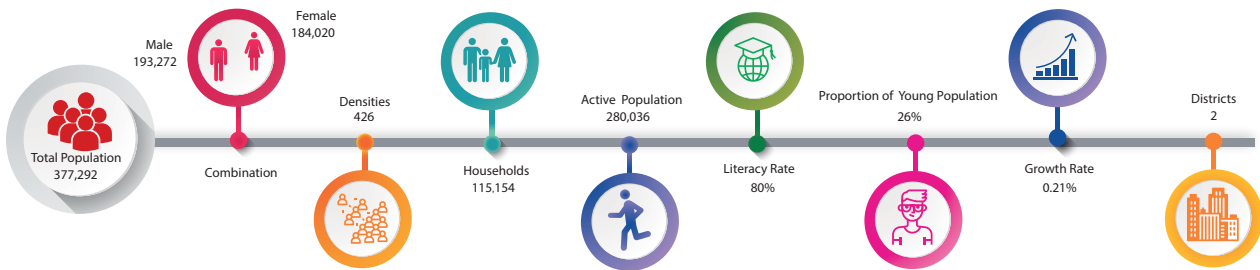 Total Population
377,292
Male
193,272
Female
184,020
Combination
Densities
426
Households
115,154
Active Population
280,036
Literacy Rate
80%
Proportion of Young Population
26%
Growth Rate
0.21%
Districts
2